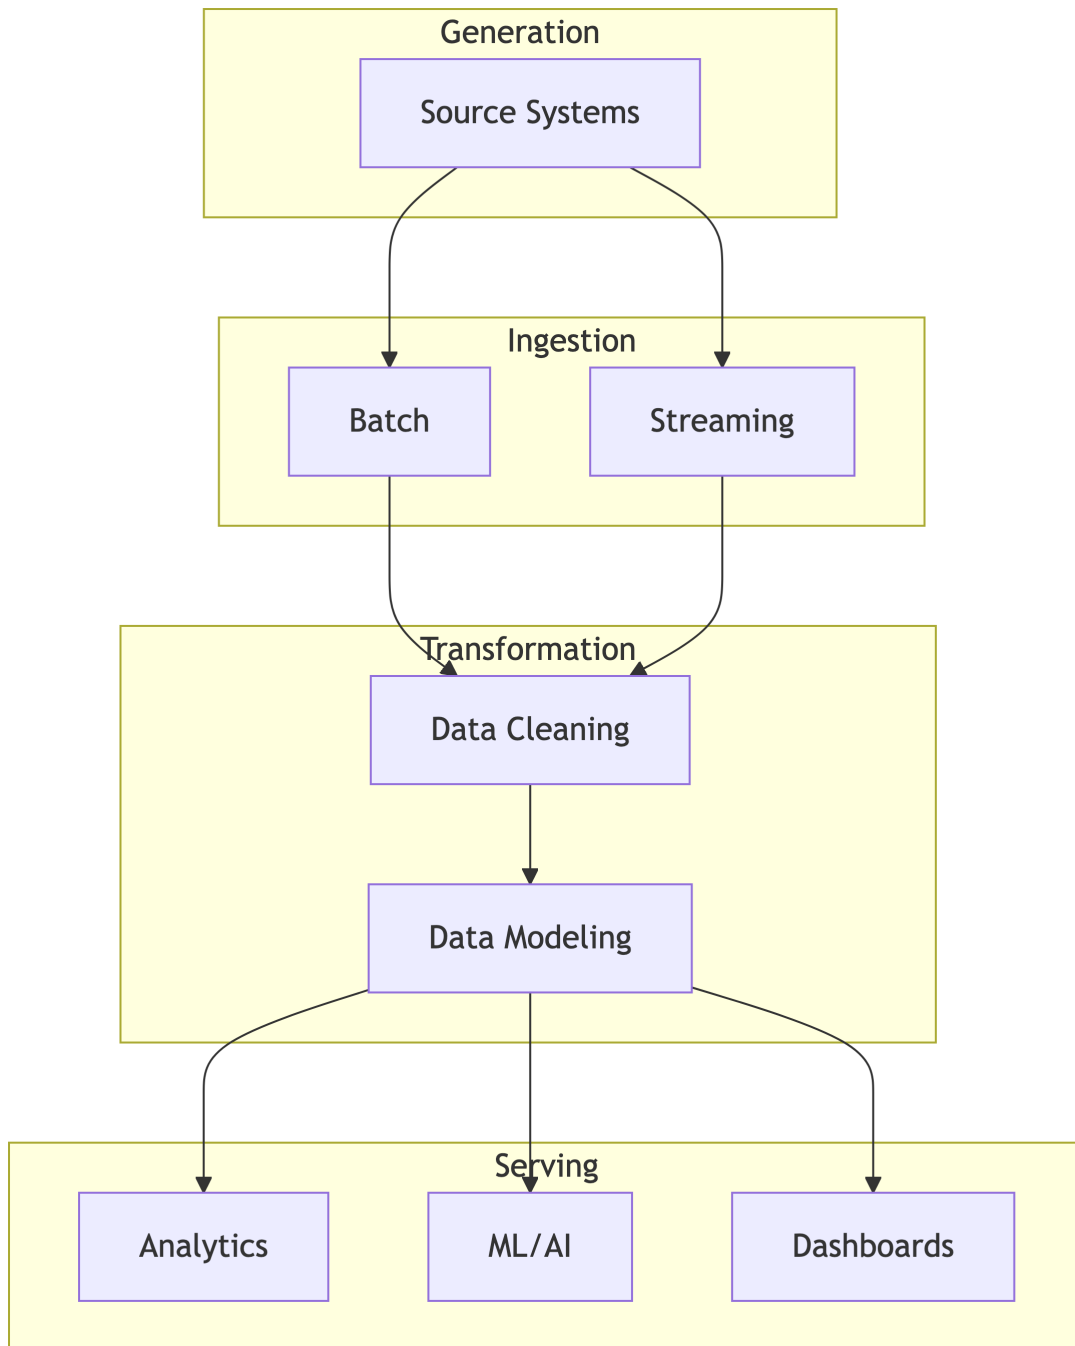 Generation
Source Systems
Ingestion
Batch
Streaming
Transformation
Data Cleaning
Data Modeling
Serving
Analytics
ML/AI
Dashboards